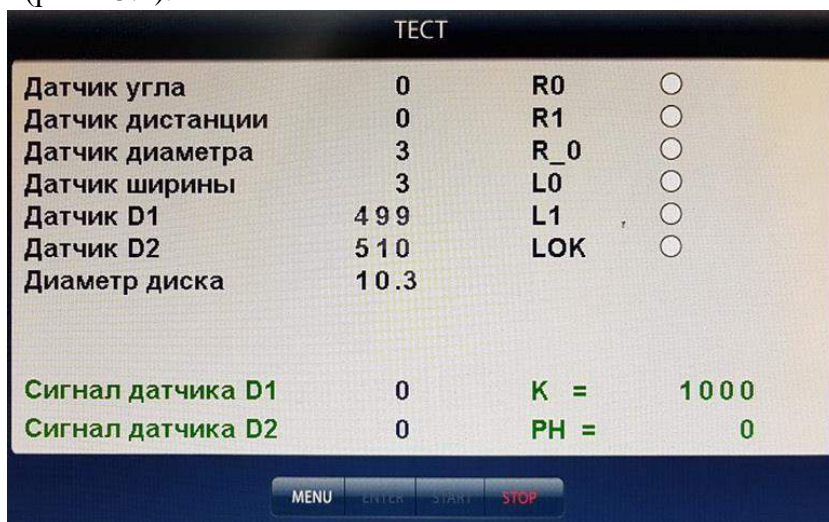 ТЕСТ
Датчик угла 0 R0
Датчик дистанции 0 R1
Датчик диаметра 3 R_0
Датчик ширины 3 L0
Датчик D1 499 L1
Датчик D2 510 LOK
Диаметр диска 10.3
Сигнал датчика D1 0 K = 1000
Сигнал датчика D2 0 PH = 0
MENU ENTER START STOP